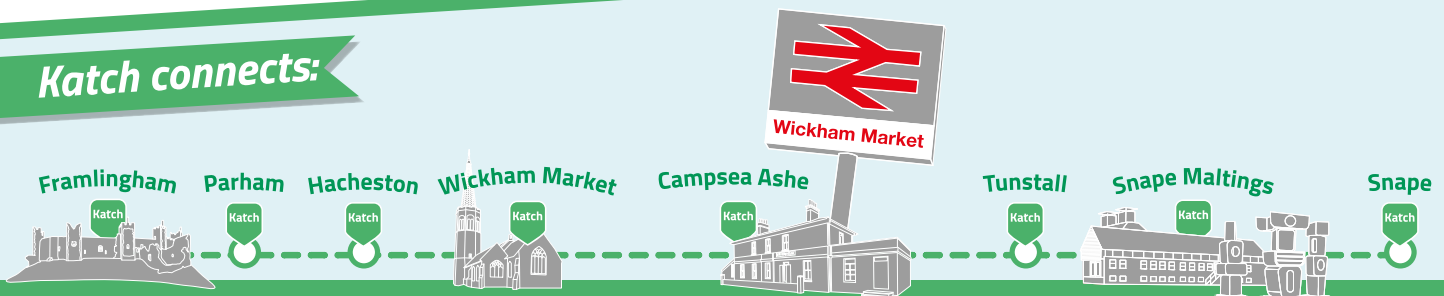 Katch connects:
Wickham Market
Framlingham
Parham
Hacheston
Wickham Market
Campsea Ashe
Tunstall
Snape Maltings
Snape
Katch
Katch
Katch
Katch
Katch
Katch
Katch
Katch